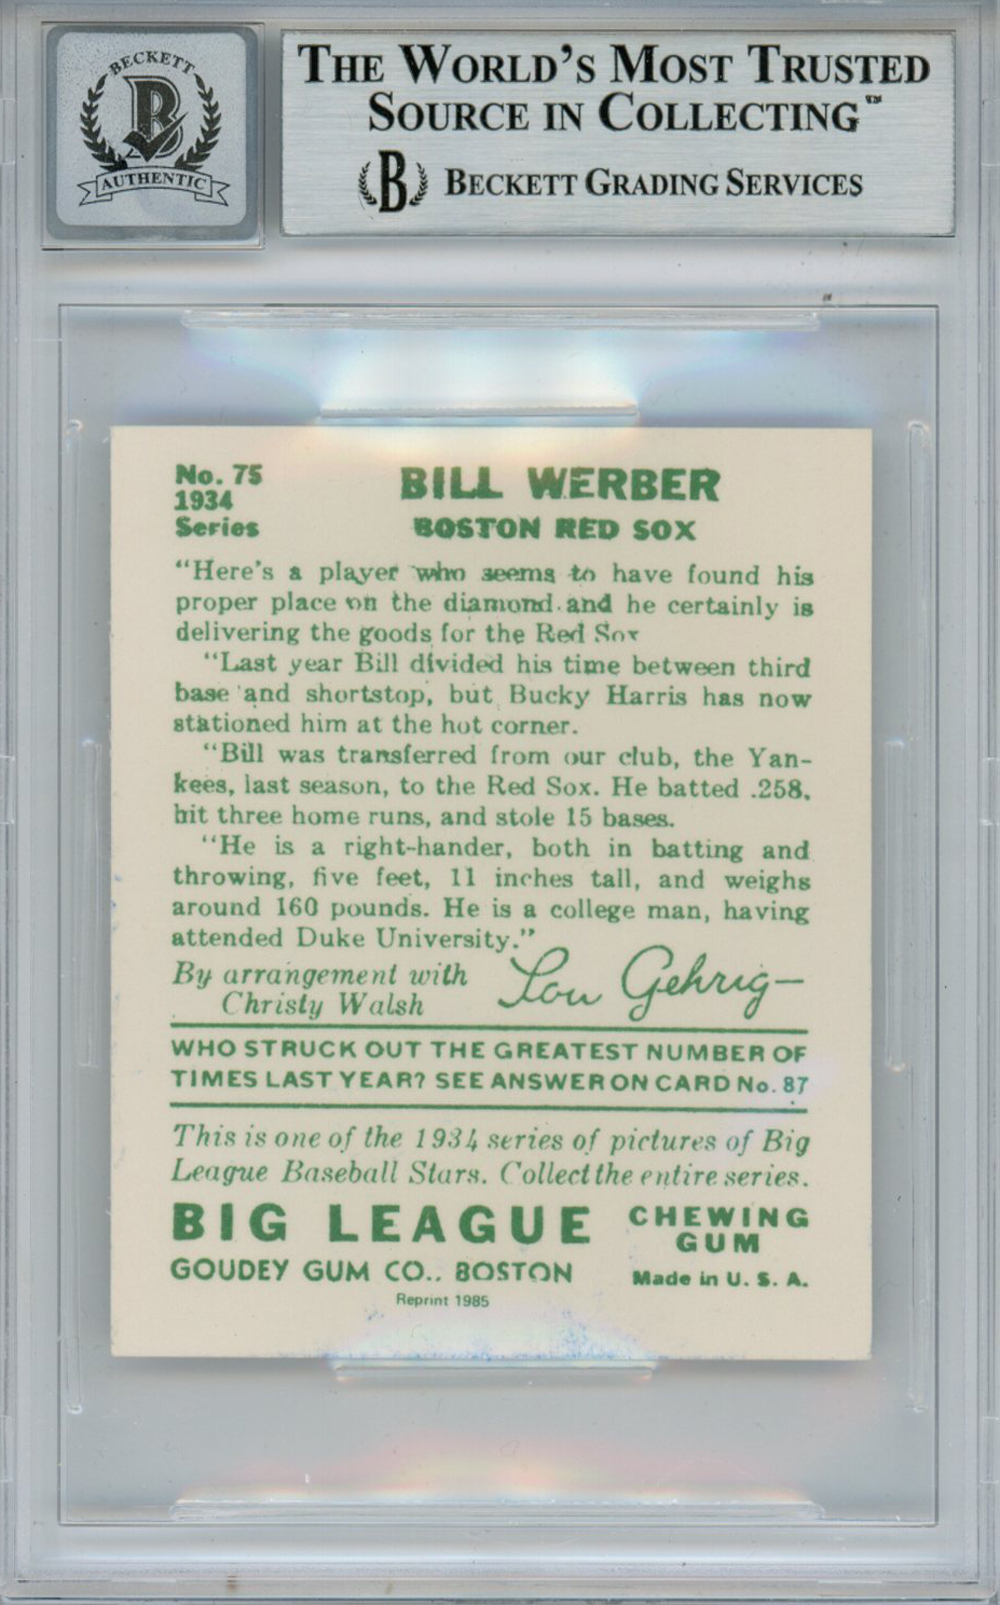 BECKETT
B
AUTHENTIC
THE WORLD'S MOST TRUSTED
SOURCE IN COLLECTING™
B BECKETT GRADING SERVICES
No. 75
1934
Series
BILL WERBER
BOSTON RED SOX
"Here's a player who seems to have found his
proper place on the diamond and he certainly is
delivering the goods for the Red Sox
"Last year Bill divided his time between third
base and shortstop, but Bucky Harris has now
stationed him at the hot corner.
"Bill was transferred from our club, the Yan-
kees, last season, to the Red Sox. He batted .258,
hit three home runs, and stole 15 bases.
"He is a right-hander, both in batting and
throwing, five feet, 11 inches tall, and weighs
around 160 pounds. He is a college man, having
attended Duke University."
By arrangement with
Christy Walsh
Lou Gehrig—
WHO STRUCK OUT THE GREATEST NUMBER OF
TIMES LAST YEAR? SEE ANSWER ON CARD No. 87
This is one of the 1934 series of pictures of Big
League Baseball Stars. Collect the entire series.
BIG LEAGUE CHEWING GUM
GOUDEY GUM CO., BOSTON
Made in U. S. A.
Reprint 1985